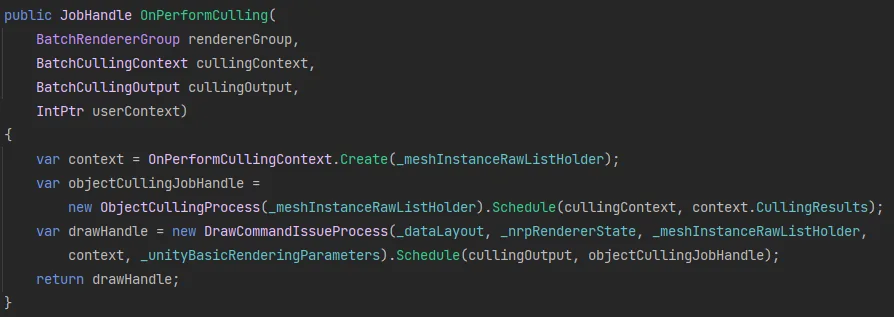 public JobHandle OnPerformCulling(
    BatchRendererGroup rendererGroup,
    BatchCullingContext cullingContext,
    BatchCullingOutput cullingOutput,
    IntPtr userContext)
{
    var context = OnPerformCullingContext.Create(_meshInstanceRawListHolder);
    var objectCullingJobHandle =
        new ObjectCullingProcess(_meshInstanceRawListHolder).Schedule(cullingContext, context.CullingResults);
    var drawHandle = new DrawCommandIssueProcess(_dataLayout, _nrpRendererState, _meshInstanceRawListHolder,
        context, _unityBasicRenderingParameters).Schedule(cullingOutput, objectCullingJobHandle);
    return drawHandle;
}